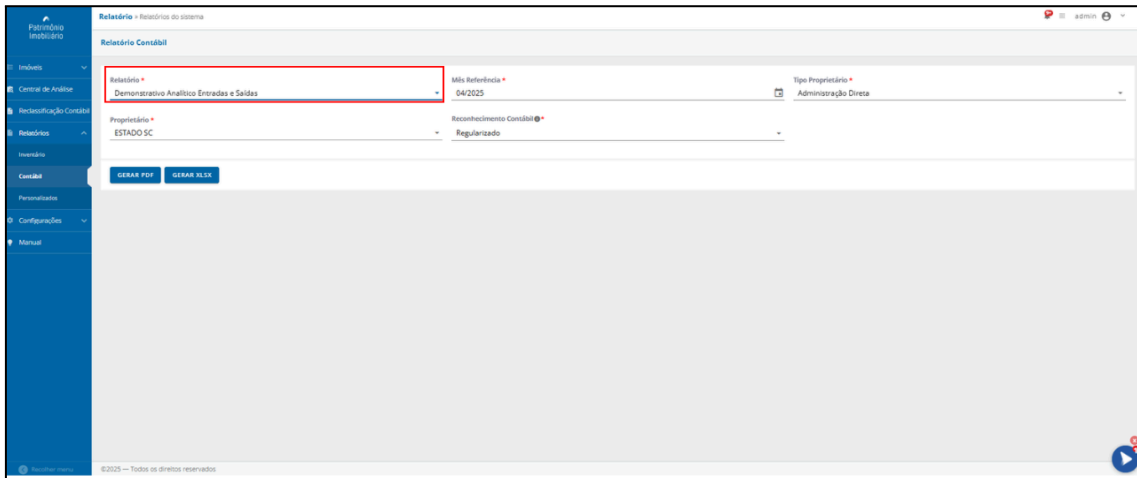 Patrimônio
Imobiliário
Imóveis
Central de Análise
Reclassificação Contábil
Relatórios
Inventário
Contábil
Personalizados
Configurações
Manual
Recolher menu
Relatório > Relatórios do sistema
admin
Relatório Contábil
Relatório *
Demonstrativo Analítico Entradas e Saídas
Mês Referência *
04/2025
Tipo Proprietário *
Administração Direta
Proprietário *
ESTADO SC
Reconhecimento Contábil *
Regularizado
GERAR PDF GERAR XLSX
©2025 — Todos os direitos reservados